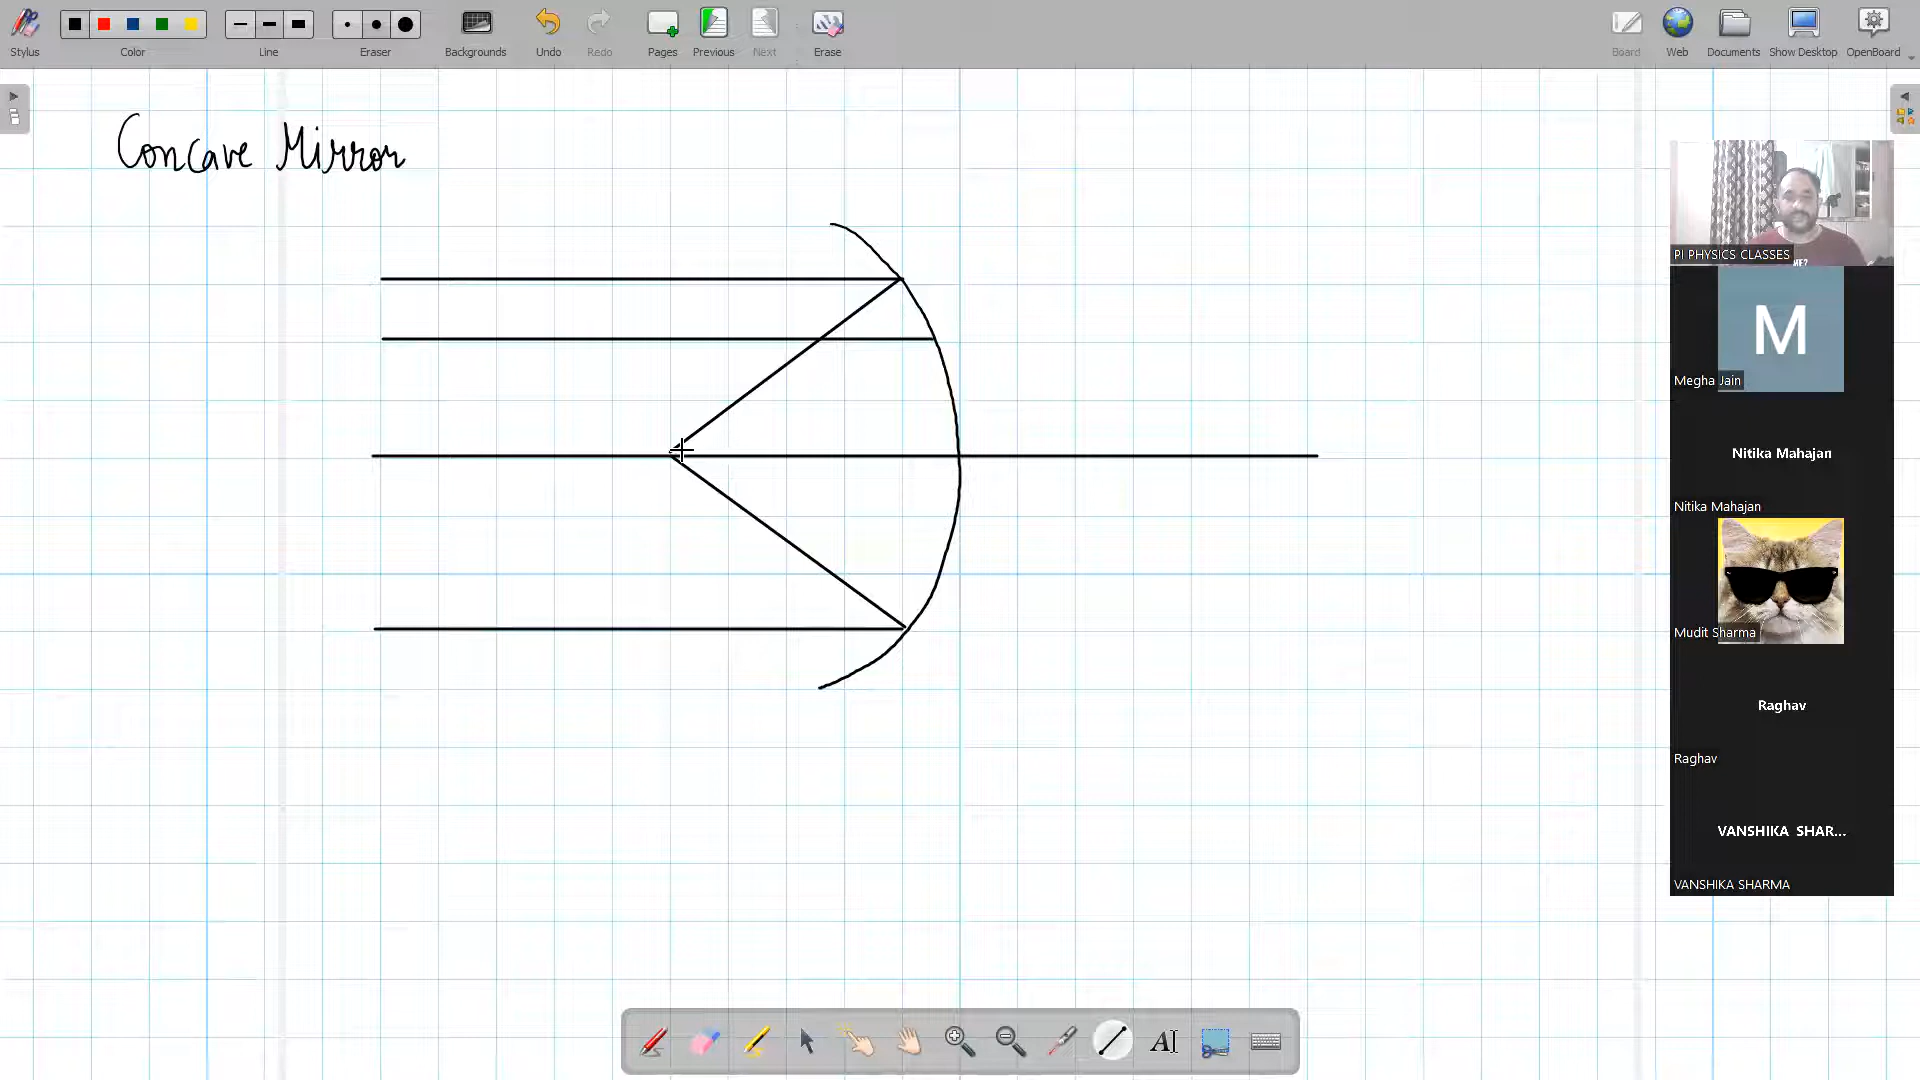 Stylus
Color
Line
Eraser
Backgrounds
Undo
Redo
Pages
Previous
Next
Erase
Board
Web
Documents
Show Desktop
OpenBoard
Concave Mirror
ME?
PI PHYSICS CLASSES
M
Megha Jain
Nitika Mahajan
Nitika Mahajan
Mudit Sharma
Raghav
Raghav
VANSHIKA SHAR...
VANSHIKA SHARMA
A